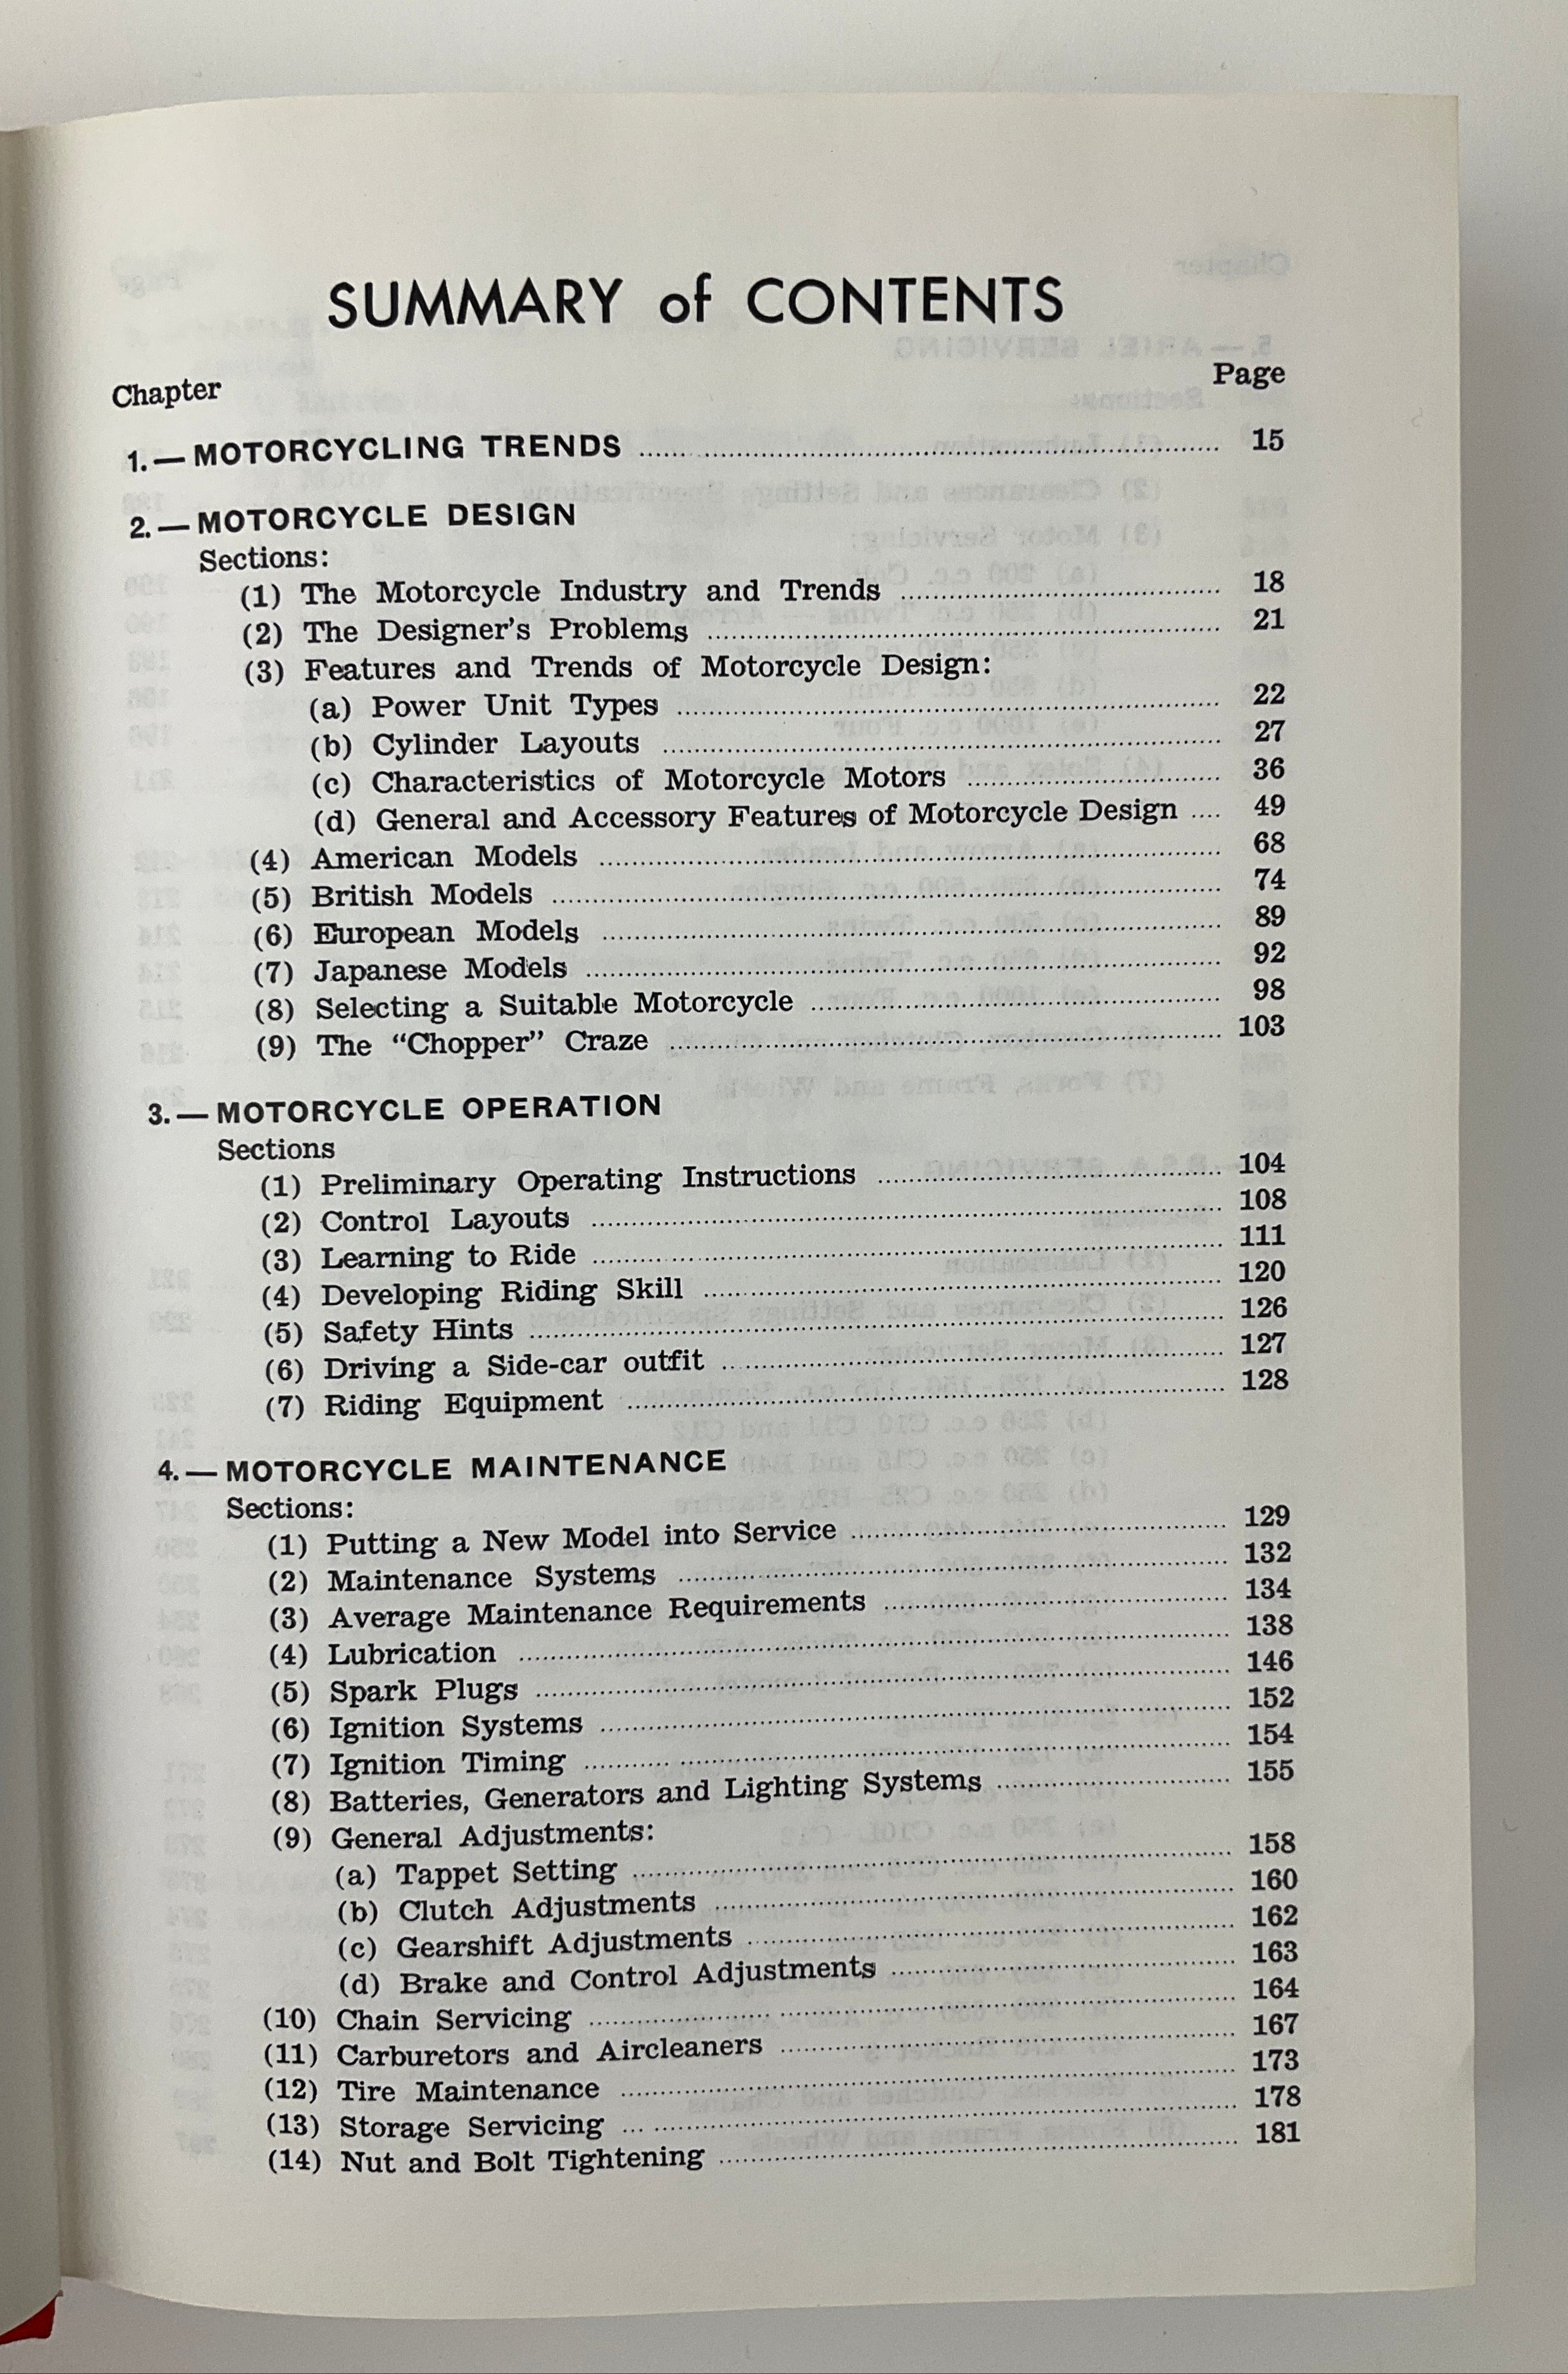 SUMMARY of CONTENTS
Chapter Page
1. — MOTORCYCLING TRENDS ........ 15
2. — MOTORCYCLE DESIGN
Sections:
(1) The Motorcycle Industry and Trends ........ 18
(2) The Designer's Problems ........ 21
(3) Features and Trends of Motorcycle Design:
(a) Power Unit Types ........ 22
(b) Cylinder Layouts ........ 27
(c) Characteristics of Motorcycle Motors ........ 36
(d) General and Accessory Features of Motorcycle Design .... 49
(4) American Models ........ 68
(5) British Models ........ 74
(6) European Models ........ 89
(7) Japanese Models ........ 92
(8) Selecting a Suitable Motorcycle ........ 98
(9) The "Chopper" Craze ........ 103
3. — MOTORCYCLE OPERATION
Sections
(1) Preliminary Operating Instructions ........ 104
(2) Control Layouts ........ 108
(3) Learning to Ride ........ 111
(4) Developing Riding Skill ........ 120
(5) Safety Hints ........ 126
(6) Driving a Side-car outfit ........ 127
(7) Riding Equipment ........ 128
4. — MOTORCYCLE MAINTENANCE
Sections:
(1) Putting a New Model into Service ........ 129
(2) Maintenance Systems ........ 132
(3) Average Maintenance Requirements ........ 134
(4) Lubrication ........ 138
(5) Spark Plugs ........ 146
(6) Ignition Systems ........ 152
(7) Ignition Timing ........ 154
(8) Batteries, Generators and Lighting Systems ........ 155
(9) General Adjustments:
(a) Tappet Setting ........ 158
(b) Clutch Adjustments ........ 160
(c) Gearshift Adjustments ........ 162
(d) Brake and Control Adjustments ........ 163
(10) Chain Servicing ........ 164
(11) Carburetors and Aircleaners ........ 167
(12) Tire Maintenance ........ 173
(13) Storage Servicing ........ 178
(14) Nut and Bolt Tightening ........ 181